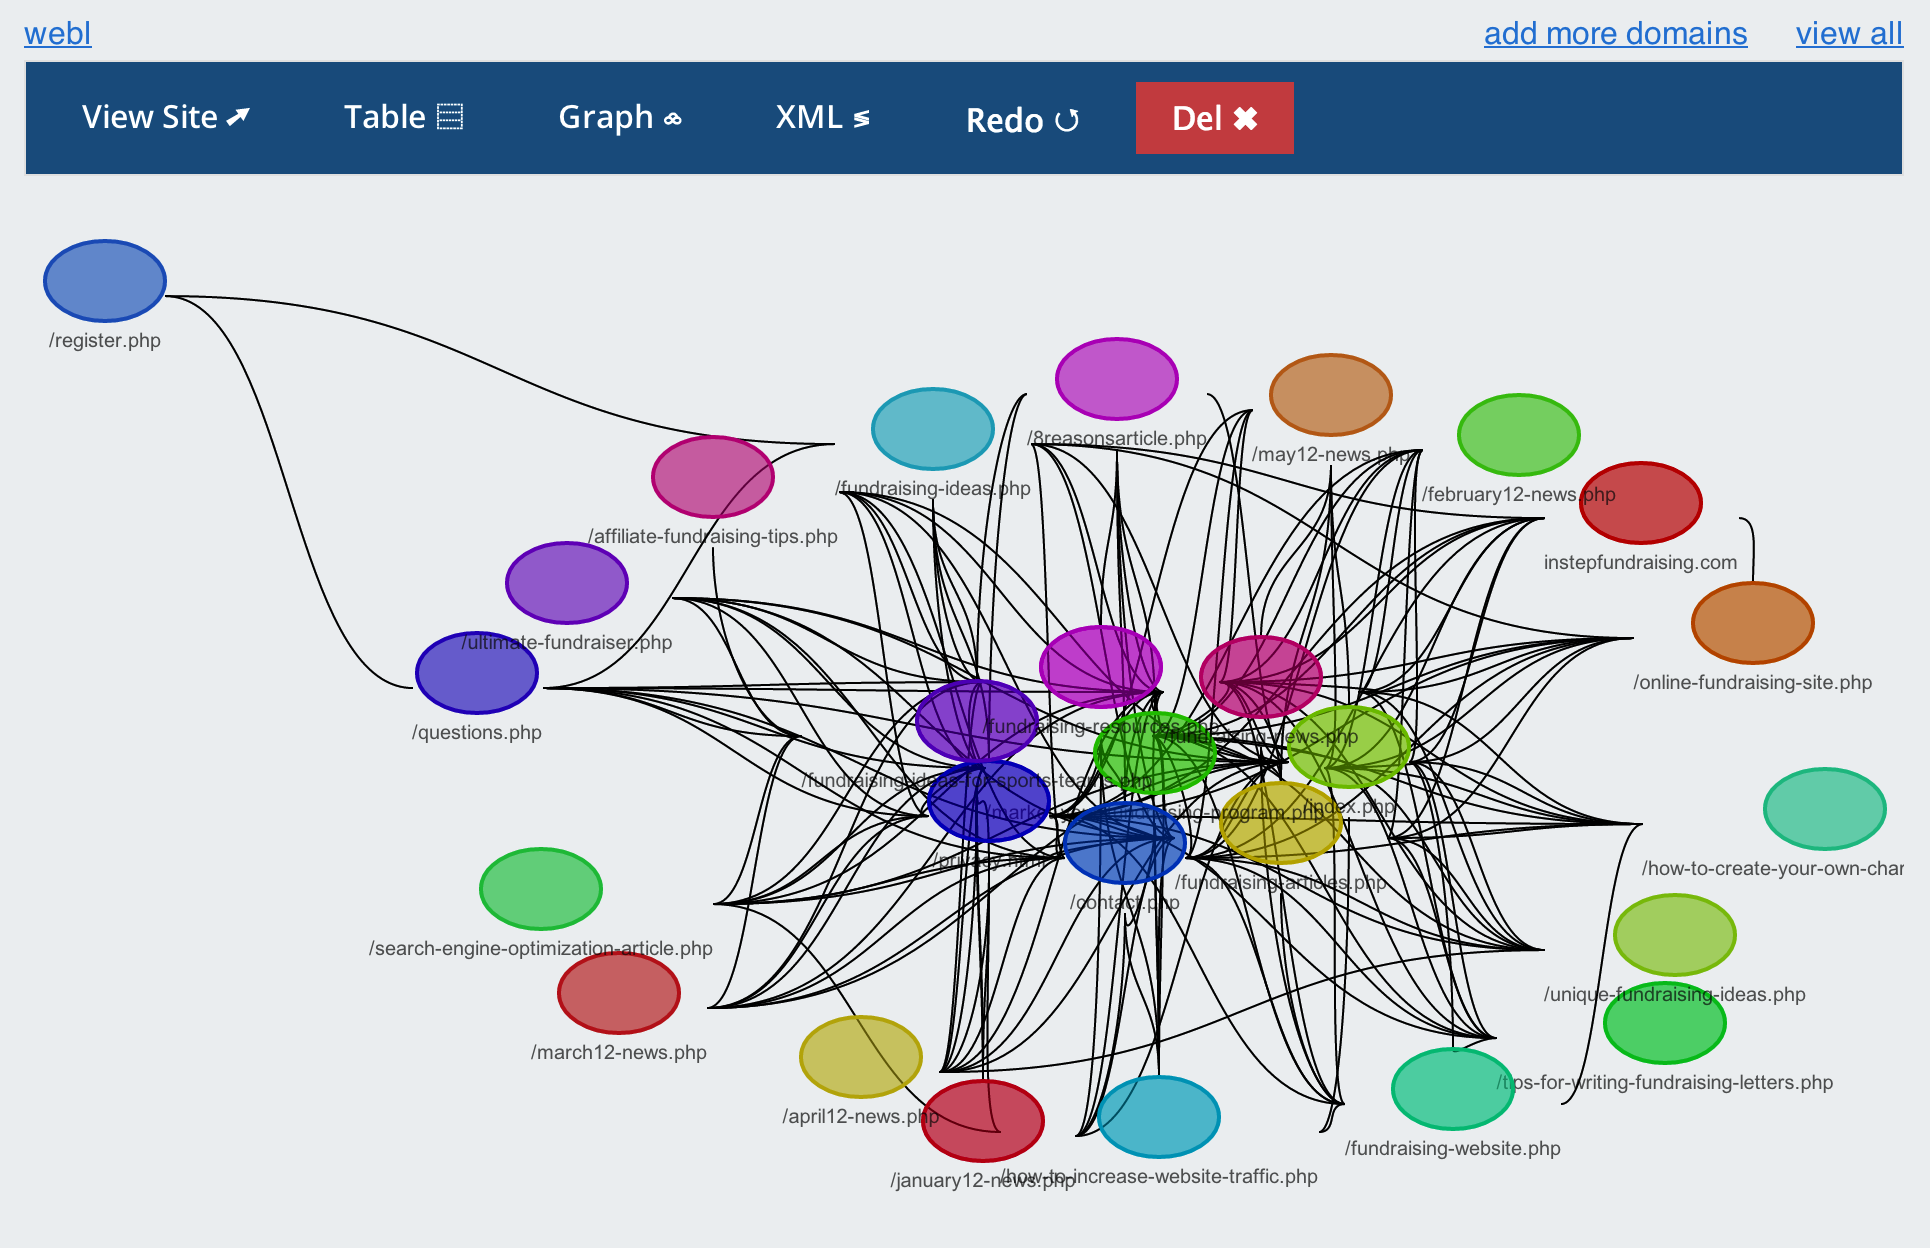 webl
add more domains
view all
View Site
Table
Graph
XML
Redo
Del
/register.php
/8reasonsarticle.php
/may12-news.php
/fundraising-ideas.php
/february12-news.php
/affiliate-fundraising-tips.php
instepfundraising.com
/ultimate-fundraiser.php
/online-fundraising-site.php
/questions.php
/fundraising-resources.php
/fundraising-news.php
/fundraising-ideas-for-sports-teams.php
/index.php
/privacy.html
/how-to-create-your-own-char
/fundraising-articles.php
/contact.php
/search-engine-optimization-article.php
/unique-fundraising-ideas.php
/march12-news.php
/tips-for-writing-fundraising-letters.php
/april12-news.php
/fundraising-website.php
/how-to-increase-website-traffic.php
/january12-news.php